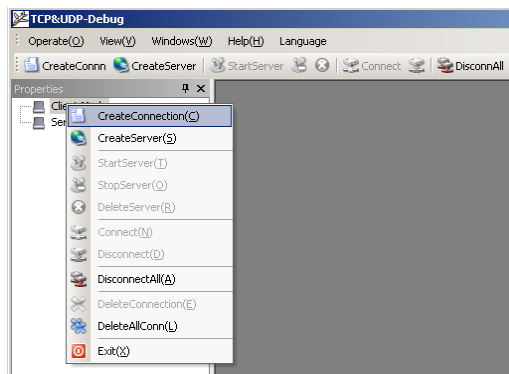 TCP&UDP-Debug
Operate(O) View(V) Windows(W) Help(H) Language
CreateConnn CreateServer StartServer Connect DisconnAll
Properties
CreateConnection(C)
Ser
CreateServer(S)
StartServer(T)
StopServer(O)
DeleteServer(R)
Connect(N)
Disconnect(D)
DisconnectAll(A)
DeleteConnection(E)
DeleteAllConn(L)
Exit(X)